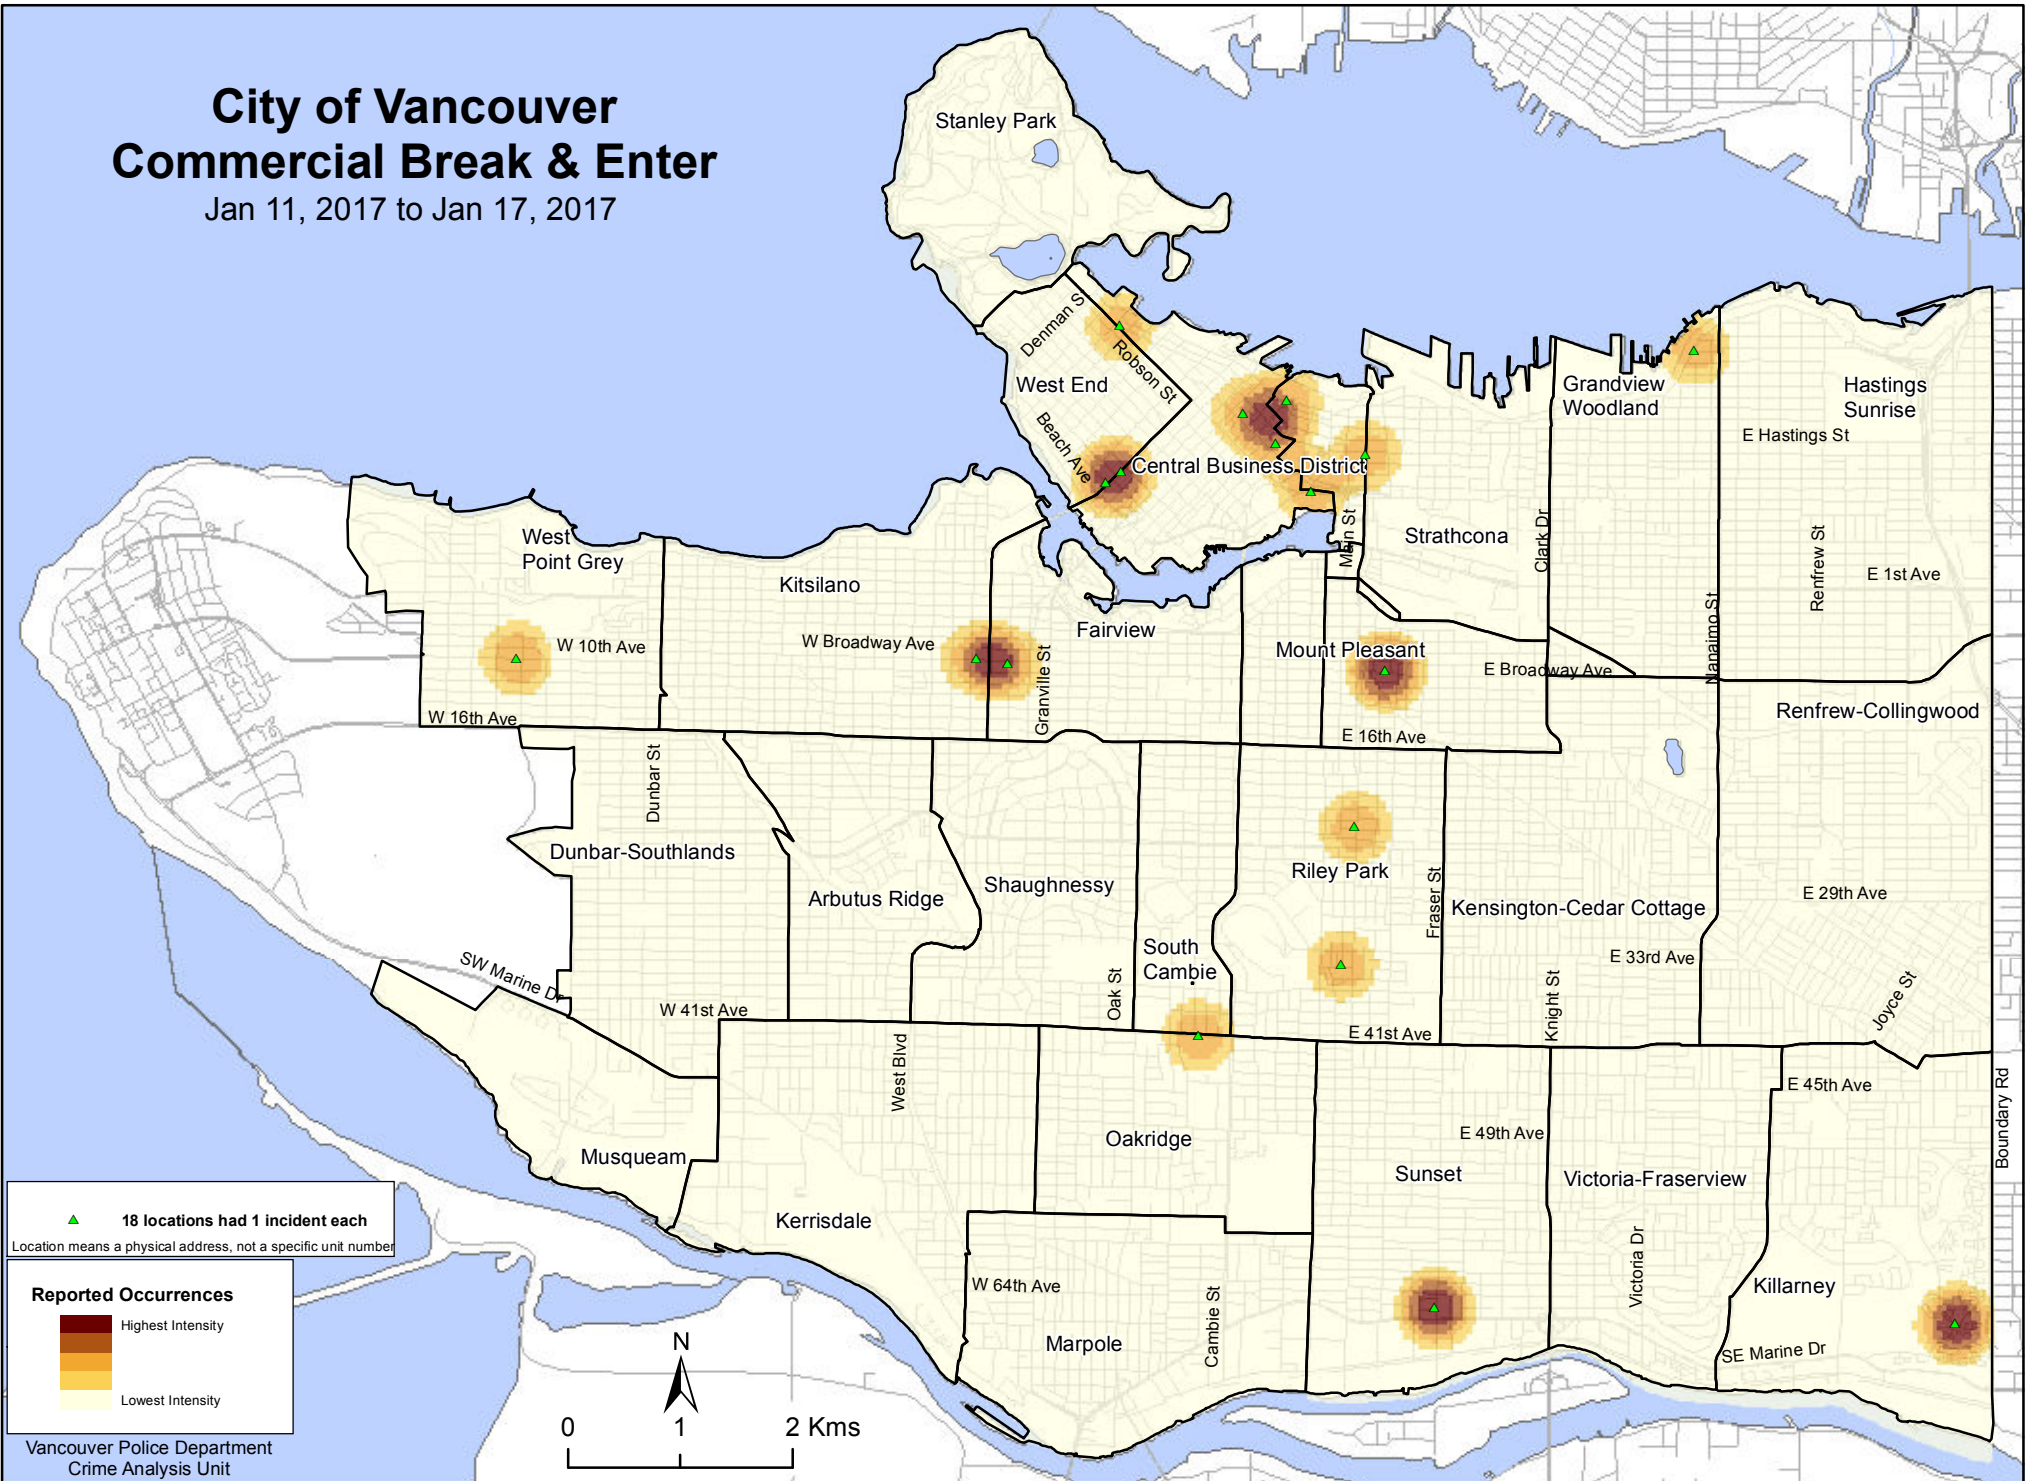 City of Vancouver
Commercial Break & Enter
Jan 11, 2017 to Jan 17, 2017
Stanley Park
Denman S
Robson St
West End
Beach Ave
Central Business District
Main St
Strathcona
Clark Dr
Grandview
Woodland
Hastings
Sunrise
E Hastings St
Renfrew St
E 1st Ave
Nanaimo St
West
Point Grey
Kitsilano
W 10th Ave
W Broadway Ave
Fairview
Granville St
Mount Pleasant
E Broadway Ave
W 16th Ave
E 16th Ave
Renfrew-Collingwood
Dunbar St
Dunbar-Southlands
Arbutus Ridge
Shaughnessy
Riley Park
Fraser St
Kensington-Cedar Cottage
E 29th Ave
South
Cambie
E 33rd Ave
SW Marine Dr
W 41st Ave
Oak St
E 41st Ave
Knight St
Joyce St
West Blvd
E 45th Ave
Boundary Rd
Musqueam
Oakridge
E 49th Ave
Sunset
Victoria-Fraserview
Kerrisdale
Victoria Dr
W 64th Ave
Cambie St
Killarney
Marpole
SE Marine Dr
18 locations had 1 incident each
Location means a physical address, not a specific unit number
Reported Occurrences
Highest Intensity
Lowest Intensity
N
0 1 2 Kms
Vancouver Police Department
Crime Analysis Unit